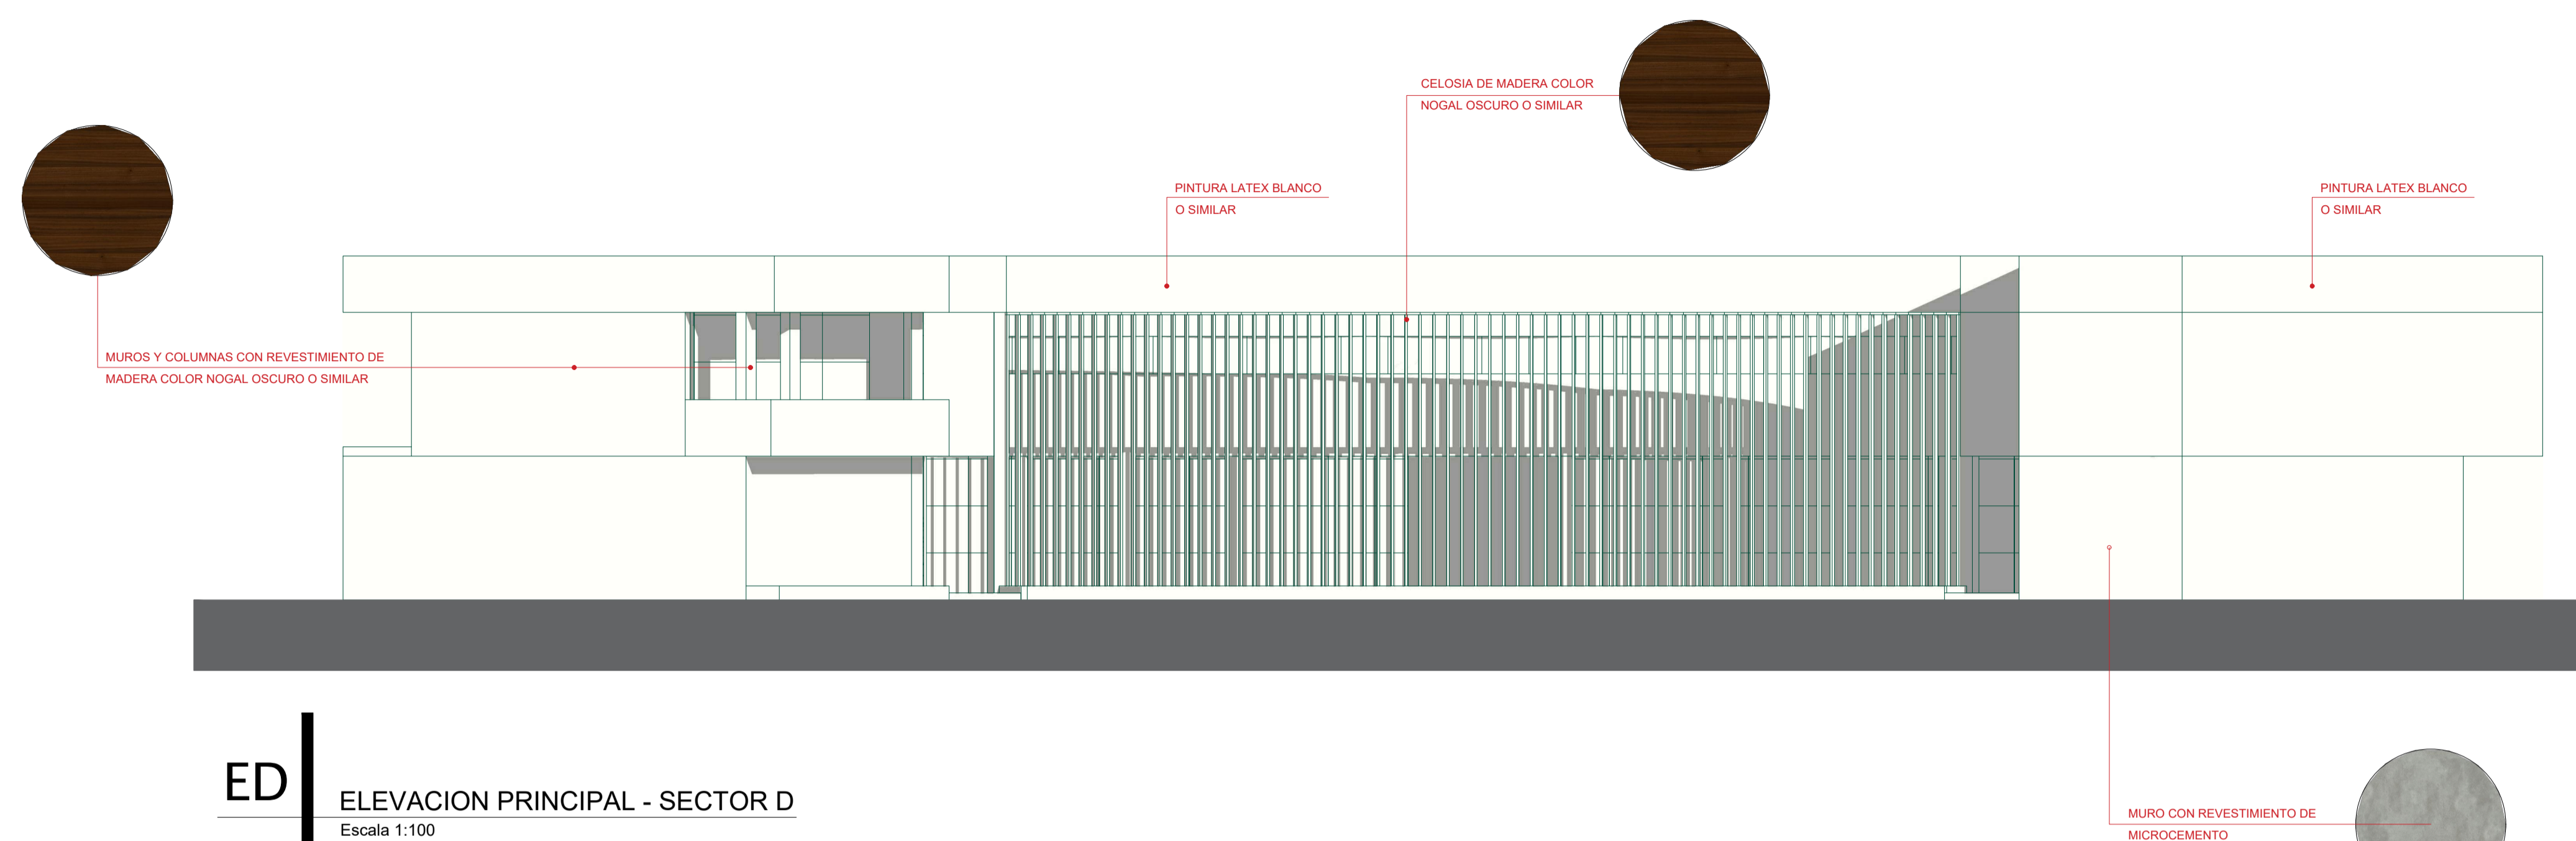 CELOSIA DE MADERA COLOR
NOGAL OSCURO O SIMILAR
PINTURA LATEX BLANCO
O SIMILAR
PINTURA LATEX BLANCO
O SIMILAR
MUROS Y COLUMNAS CON REVESTIMIENTO DE
MADERA COLOR NOGAL OSCURO O SIMILAR
ED
ELEVACION PRINCIPAL - SECTOR D
Escala 1:100
MURO CON REVESTIMIENTO DE
MICROCEMENTO